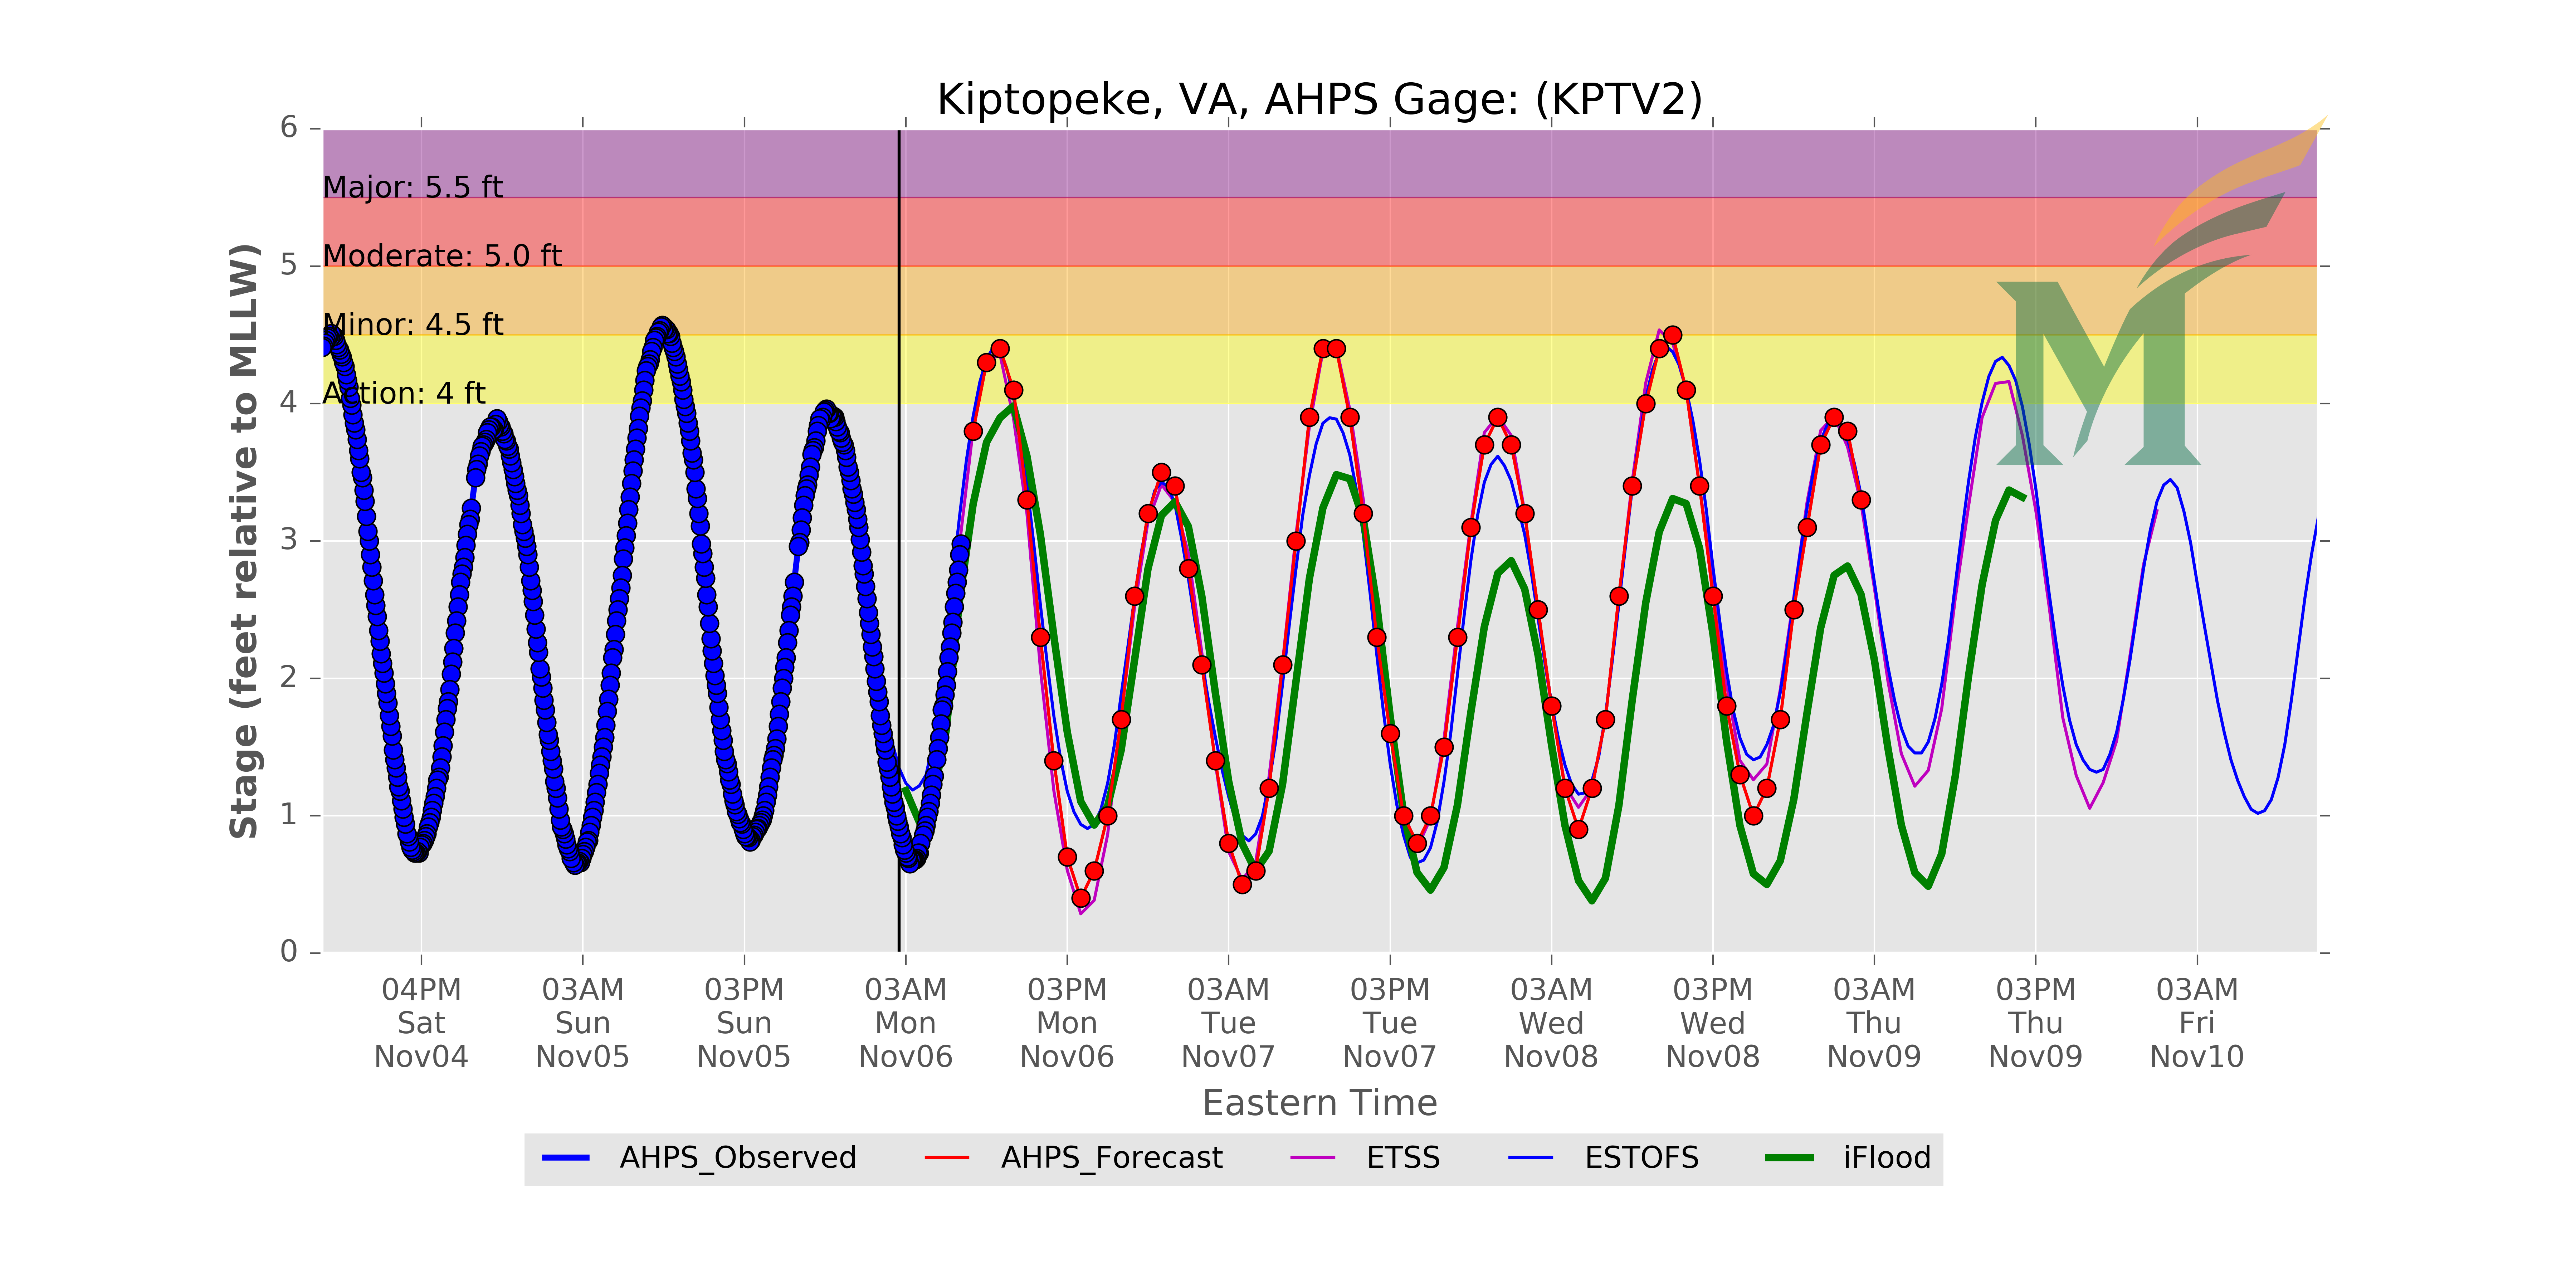 Kiptopeke, VA, AHPS Gage: (KPTV2)
Stage (feet relative to MLLW)
6
5
4
3
2
1
0
Major: 5.5 ft
Moderate: 5.0 ft
Minor: 4.5 ft
Action: 4 ft
M
04PM
Sat
Nov04
03AM
Sun
Nov05
03PM
Sun
Nov05
03AM
Mon
Nov06
03PM
Mon
Nov06
03AM
Tue
Nov07
03PM
Tue
Nov07
03AM
Wed
Nov08
03PM
Wed
Nov08
03AM
Thu
Nov09
03PM
Thu
Nov09
03AM
Fri
Nov10
Eastern Time
AHPS_Observed
AHPS_Forecast
ETSS
ESTOFS
iFlood